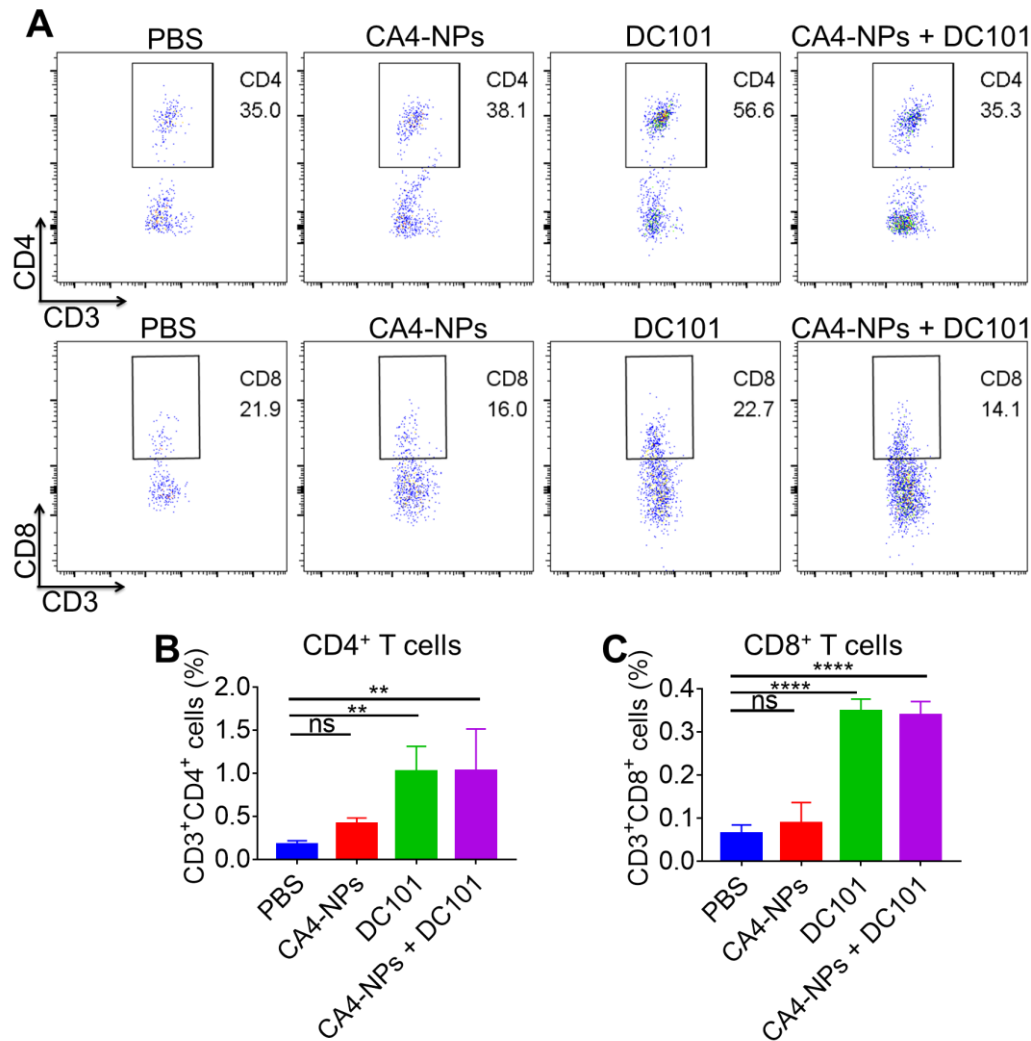 A
PBS CA4-NPs DC101 CA4-NPs + DC101
CD4 CD4 CD4 CD4
35.0 38.1 56.6 35.3
CD4
CD3
PBS CA4-NPs DC101 CA4-NPs + DC101
CD8 CD8 CD8 CD8
21.9 16.0 22.7 14.1
CD8
CD3
B
CD4⁺ T cells
CD3⁺CD4⁺ cells (%)
2.0
1.5
1.0
0.5
0.0
**
**
ns
PBS
CA4-NPs
DC101
CA4-NPs + DC101
C
CD8⁺ T cells
CD3⁺CD8⁺ cells (%)
0.4
0.3
0.1
0.0
****
****
ns
PBS
CA4-NPs
DC101
CA4-NPs + DC101